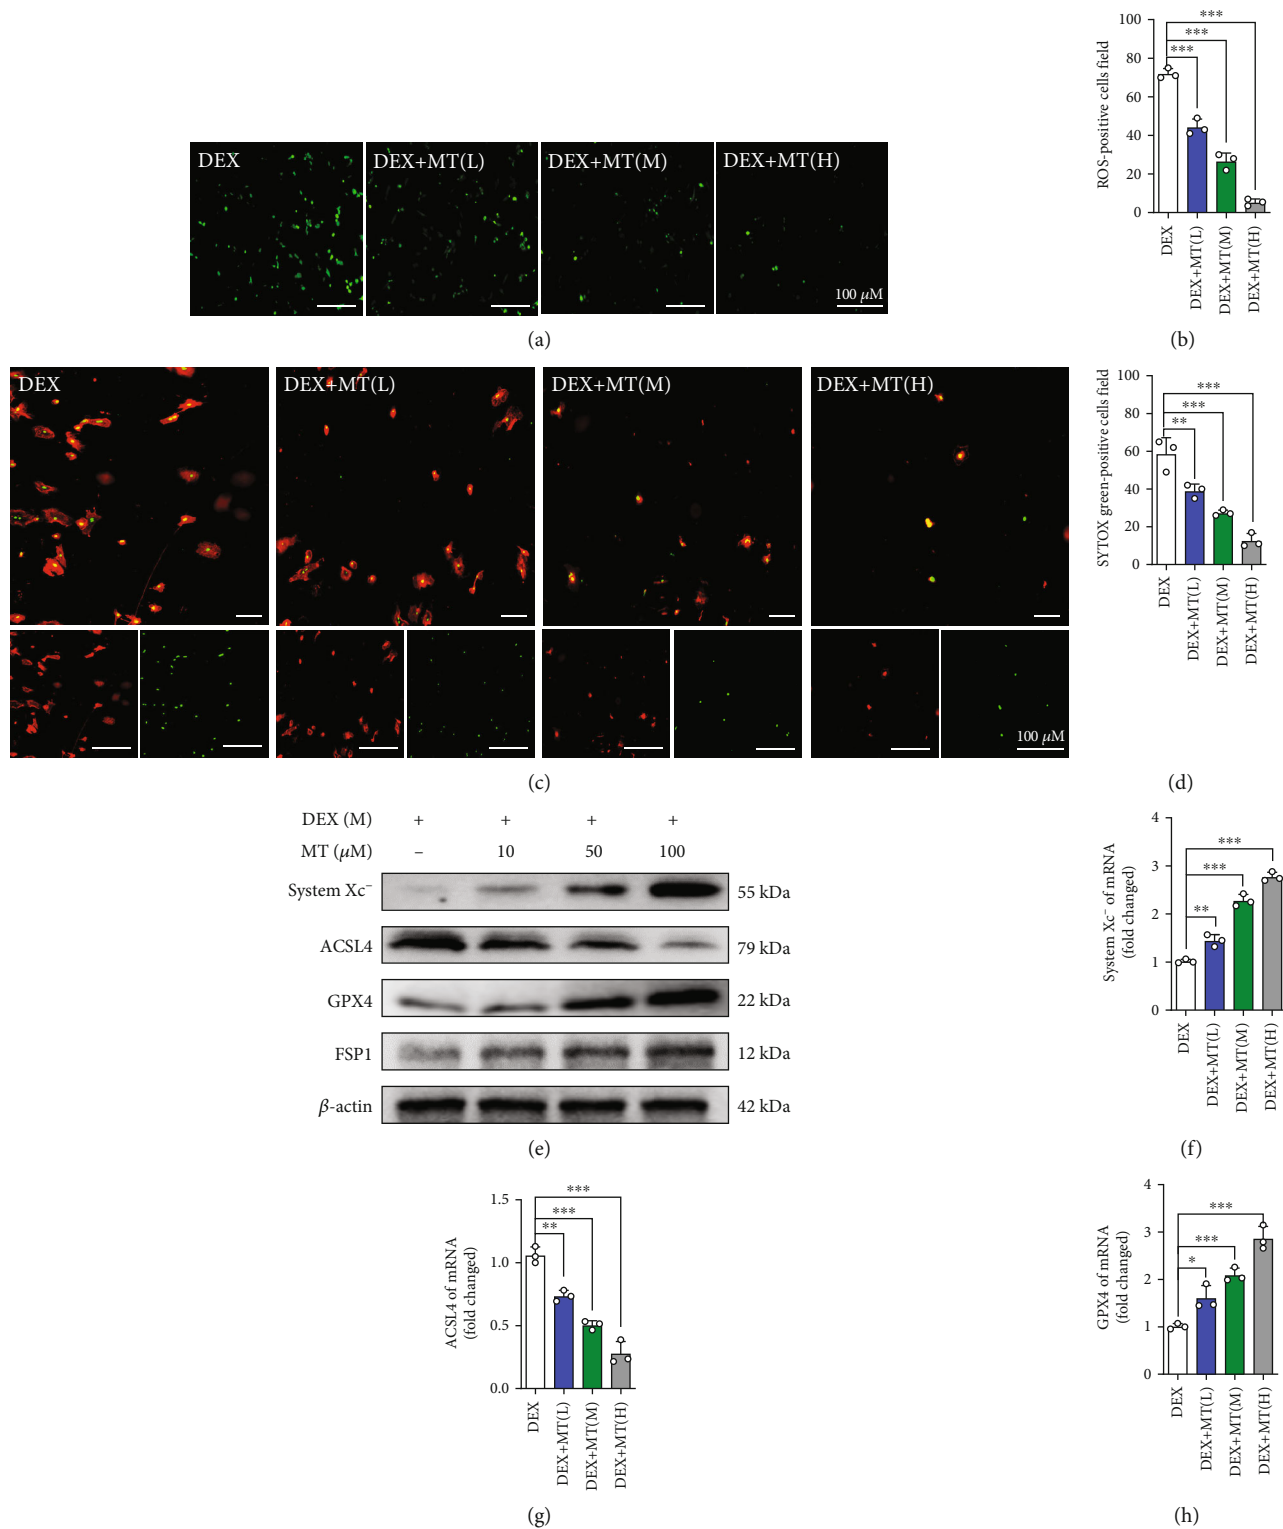 DEX
DEX+MT(L)
DEX+MT(M)
DEX+MT(H)
100 μM
(a)
ROS-positive cells field
100
80
60
40
20
0
***
***
***
DEX
DEX+MT(L)
DEX+MT(M)
DEX+MT(H)
(b)
DEX
DEX+MT(L)
DEX+MT(M)
DEX+MT(H)
100 μM
(c)
SYTOX green-positive cells field
100
80
60
40
20
0
***
***
**
DEX
DEX+MT(L)
DEX+MT(M)
DEX+MT(H)
(d)
DEX (M) + + + +
MT (μM) – 10 50 100
System Xc⁻ 55 kDa
ACSL4 79 kDa
GPX4 22 kDa
FSP1 12 kDa
β-actin 42 kDa
(e)
System Xc⁻ of mRNA
(fold changed)
4
3
2
1
0
***
***
**
DEX
DEX+MT(L)
DEX+MT(M)
DEX+MT(H)
(f)
ACSL4 of mRNA
(fold changed)
1.5
1.0
0.5
0.0
***
***
**
DEX
DEX+MT(L)
DEX+MT(M)
DEX+MT(H)
(g)
GPX4 of mRNA
(fold changed)
4
3
2
1
0
***
***
*
DEX
DEX+MT(L)
DEX+MT(M)
DEX+MT(H)
(h)